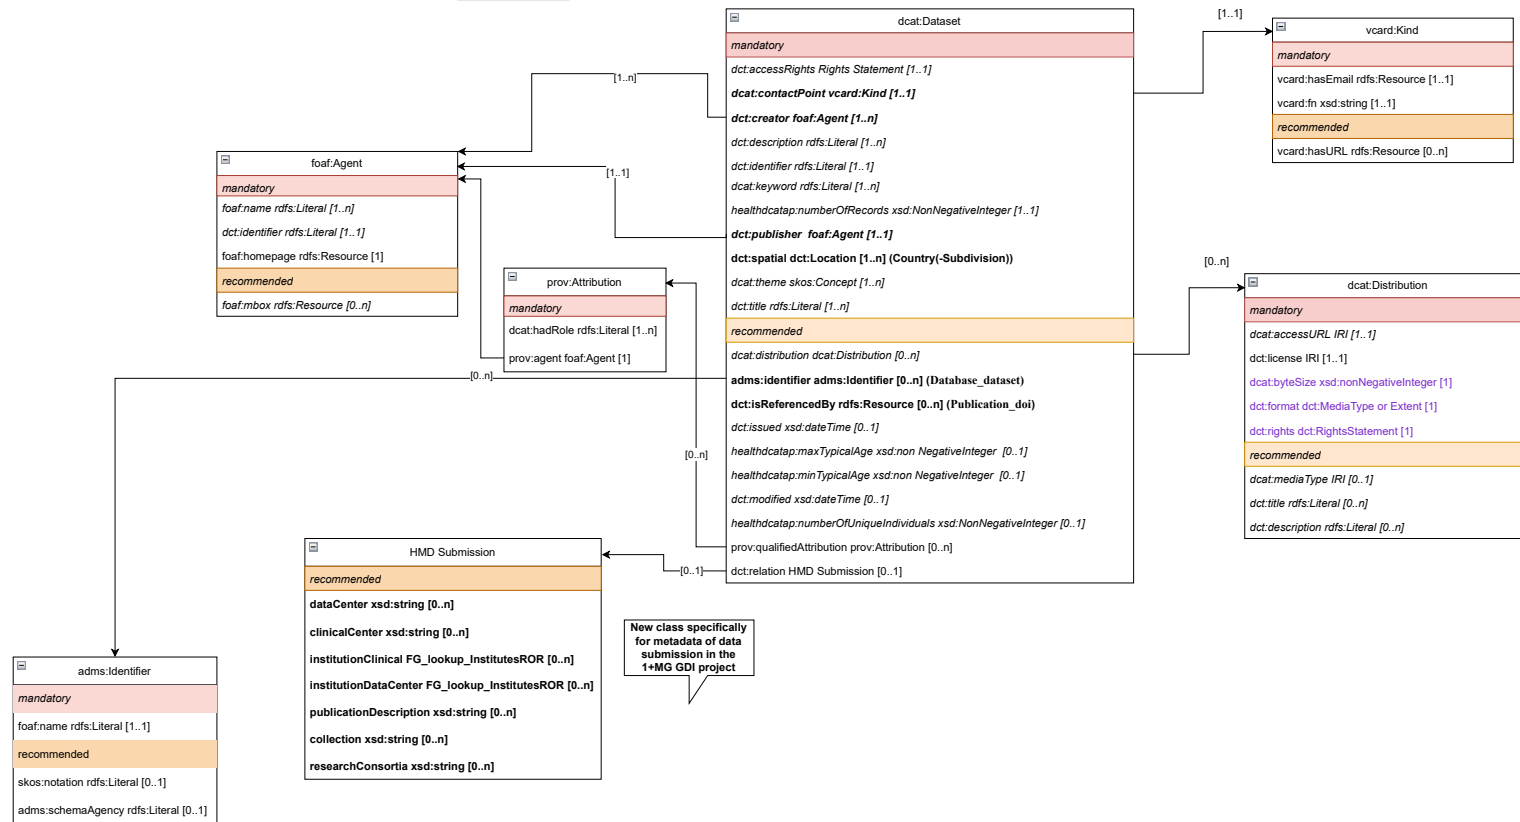 dcat:Dataset
mandatory
dct:accessRights Rights Statement [1..1]
dcat:contactPoint vcard:Kind [1..1]
dct:creator foaf:Agent [1..n]
dct:description rdfs:Literal [1..n]
dct:identifier rdfs:Literal [1..1]
dcat:keyword rdfs:Literal [1..n]
healthdcatap:numberOfRecords xsd:NonNegativeInteger [1..1]
dct:publisher  foaf:Agent [1..1]
dct:spatial dct:Location [1..n] (Country(-Subdivision))
dcat:theme skos:Concept [1..n]
dct:title rdfs:Literal [1..n]
recommended
dcat:distribution dcat:Distribution [0..n]
adms:identifier adms:Identifier [0..n] (Database_dataset)
dct:isReferencedBy rdfs:Resource [0..n] (Publication_doi)
dct:issued xsd:dateTime [0..1]
healthdcatap:maxTypicalAge xsd:non NegativeInteger  [0..1]
healthdcatap:minTypicalAge xsd:non NegativeInteger  [0..1]
dct:modified xsd:dateTime [0..1]
healthdcatap:numberOfUniqueIndividuals xsd:NonNegativeInteger [0..1]
prov:qualifiedAttribution prov:Attribution [0..n]
dct:relation HMD Submission [0..1]
[1..1]
vcard:Kind
mandatory
vcard:hasEmail rdfs:Resource [1..1]
vcard:fn xsd:string [1..1]
recommended
vcard:hasURL rdfs:Resource [0..n]
[1..n]
[1..1]
foaf:Agent
mandatory
foaf:name rdfs:Literal [1..n]
dct:identifier rdfs:Literal [1..1]
foaf:homepage rdfs:Resource [1]
recommended
foaf:mbox rdfs:Resource [0..n]
prov:Attribution
mandatory
dcat:hadRole rdfs:Literal [1..n]
prov:agent foaf:Agent [1]
[0..n]
[0..n]
[0..n]
dcat:Distribution
mandatory
dcat:accessURL IRI [1..1]
dct:license IRI [1..1]
dcat:byteSize xsd:nonNegativeInteger [1]
dct:format dct:MediaType or Extent [1]
dct:rights dct:RightsStatement [1]
recommended
dcat:mediaType IRI [0..1]
dct:title rdfs:Literal [0..n]
dct:description rdfs:Literal [0..n]
[0..1]
HMD Submission
recommended
dataCenter xsd:string [0..n]
clinicalCenter xsd:string [0..n]
institutionClinical FG_lookup_InstitutesROR [0..n]
institutionDataCenter FG_lookup_InstitutesROR [0..n]
publicationDescription xsd:string [0..n]
collection xsd:string [0..n]
researchConsortia xsd:string [0..n]
New class specifically
for metadata of data
submission in the
1+MG GDI project
adms:Identifier
mandatory
foaf:name rdfs:Literal [1..1]
recommended
skos:notation rdfs:Literal [0..1]
adms:schemaAgency rdfs:Literal [0..1]